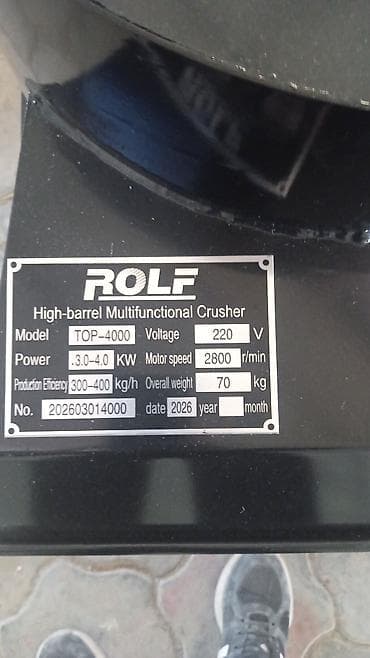 ROLF
High-barrel Multifunctional Crusher
Model TOP-4000 Voltage 220 V
Power .3.0-4.0 KW Motor speed 2800 r/min
Production Efficiency 300-400 kg/h Overall weight 70 kg
No. 202603014000 date 2026 year month